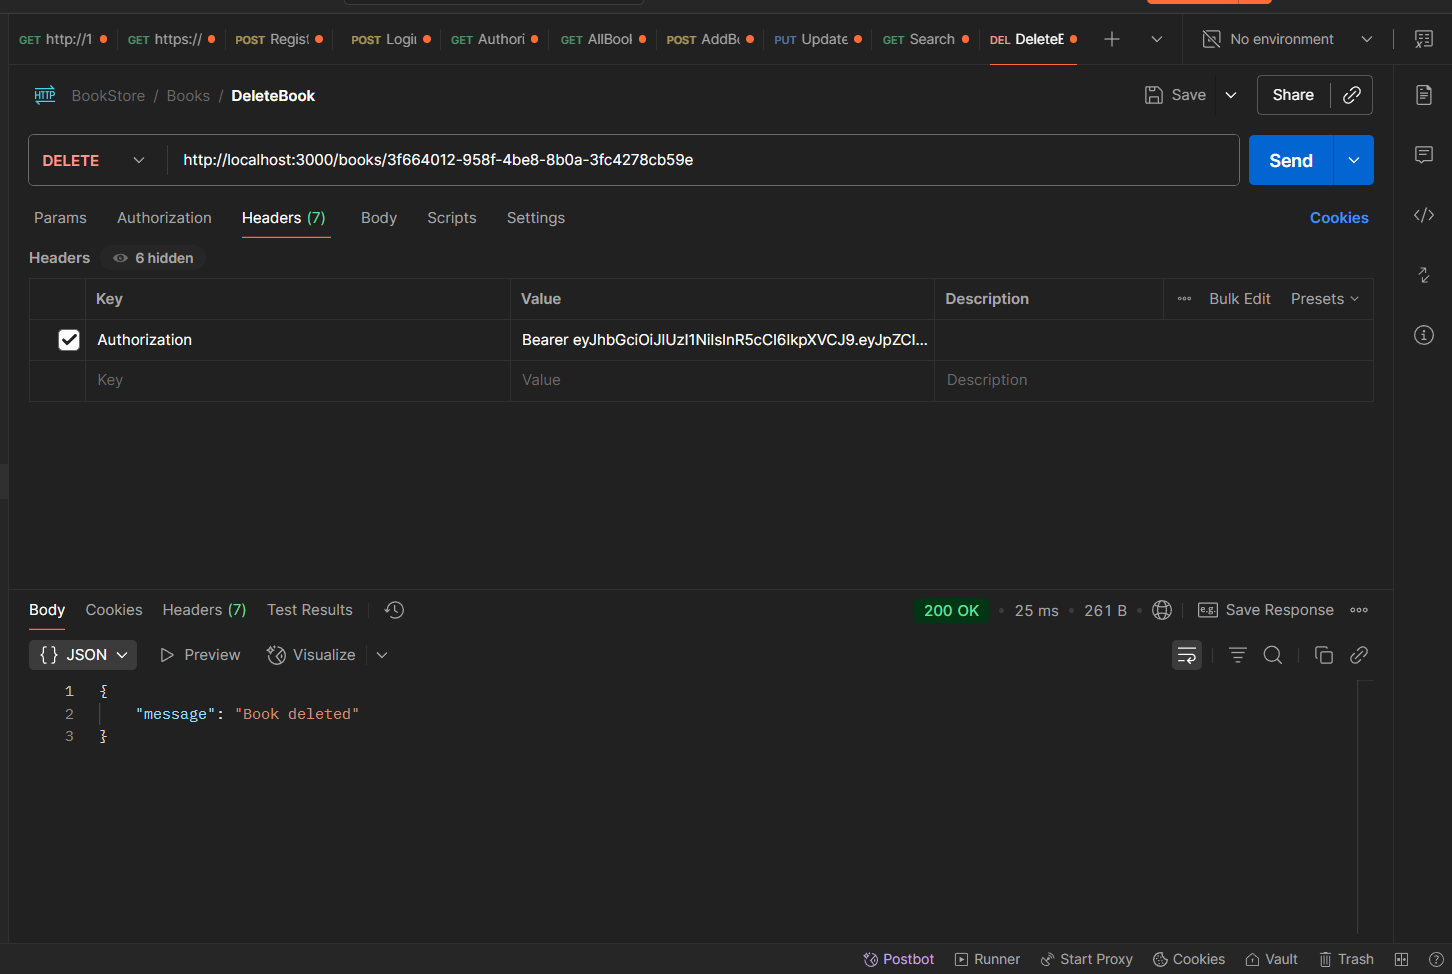 GET http://1 GET https:// POST Regist POST Logi GET Authori GET AllBook POST AddBo PUT Update GET Search DEL DeleteB No environment
HTTP BookStore / Books / DeleteBook Save Share
DELETE http://localhost:3000/books/3f664012-958f-4be8-8b0a-3fc4278cb59e Send
Params Authorization Headers (7) Body Scripts Settings Cookies
Headers 6 hidden
Key Value Description Bulk Edit Presets
Authorization Bearer eyJhbGciOiJIUzI1NiIsInR5cCI6IkpXVCJ9.eyJpZCI...
Key Value Description
Body Cookies Headers (7) Test Results 200 OK • 25 ms • 261 B • e.g. Save Response
{} JSON Preview Visualize
1 {
2 "message": "Book deleted"
3 }
Postbot Runner Start Proxy Cookies Vault Trash